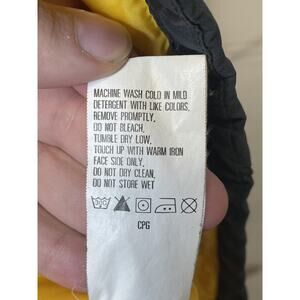 MACHINE WASH COLD IN MILD
DETERGENT WITH LIKE COLORS,
REMOVE PROMPTLY,
DO NOT BLEACH,
TUMBLE DRY LOW,
TOUCH UP WITH WARM IRON
FACE SIDE ONLY,
DO NOT DRY CLEAN,
DO NOT STORE WET
CPG